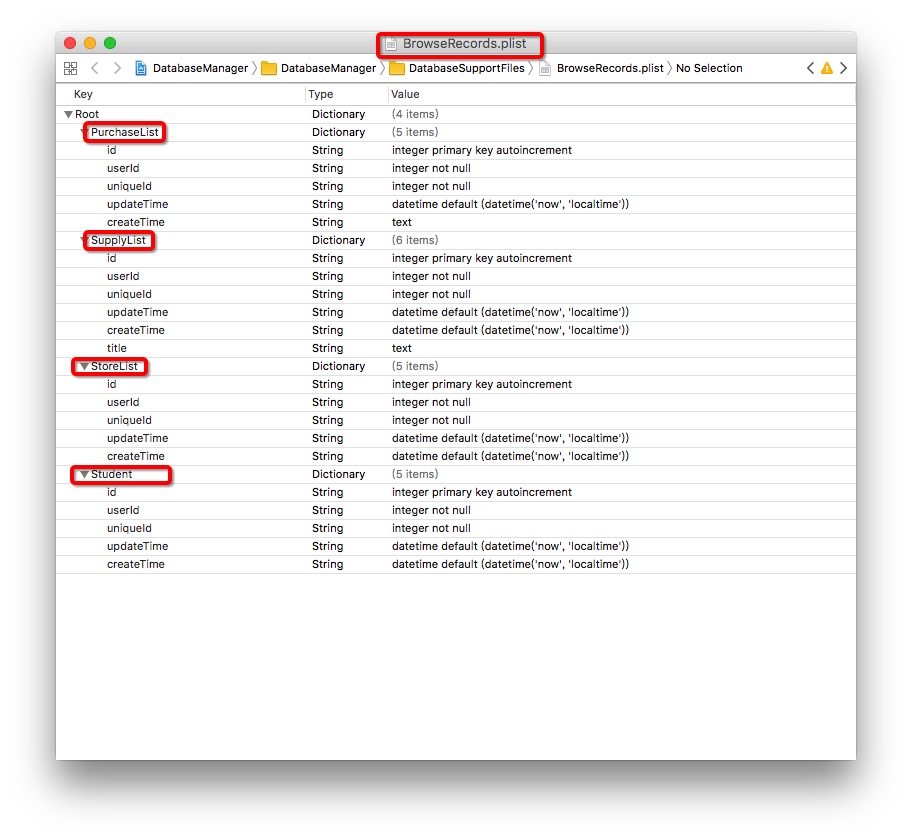 BrowseRecords.plist
DatabaseManager DatabaseManager DatabaseSupportFiles BrowseRecords.plist No Selection
Key Type Value
Root Dictionary (4 items)
PurchaseList Dictionary (5 items)
id String integer primary key autoincrement
userId String integer not null
uniqueId String integer not null
updateTime String datetime default (datetime('now', 'localtime'))
createTime String text
SupplyList Dictionary (6 items)
id String integer primary key autoincrement
userId String integer not null
uniqueId String integer not null
updateTime String datetime default (datetime('now', 'localtime'))
createTime String datetime default (datetime('now', 'localtime'))
title String text
StoreList Dictionary (5 items)
id String integer primary key autoincrement
userId String integer not null
uniqueId String integer not null
updateTime String datetime default (datetime('now', 'localtime'))
createTime String datetime default (datetime('now', 'localtime'))
Student Dictionary (5 items)
id String integer primary key autoincrement
userId String integer not null
uniqueId String integer not null
updateTime String datetime default (datetime('now', 'localtime'))
createTime String datetime default (datetime('now', 'localtime'))